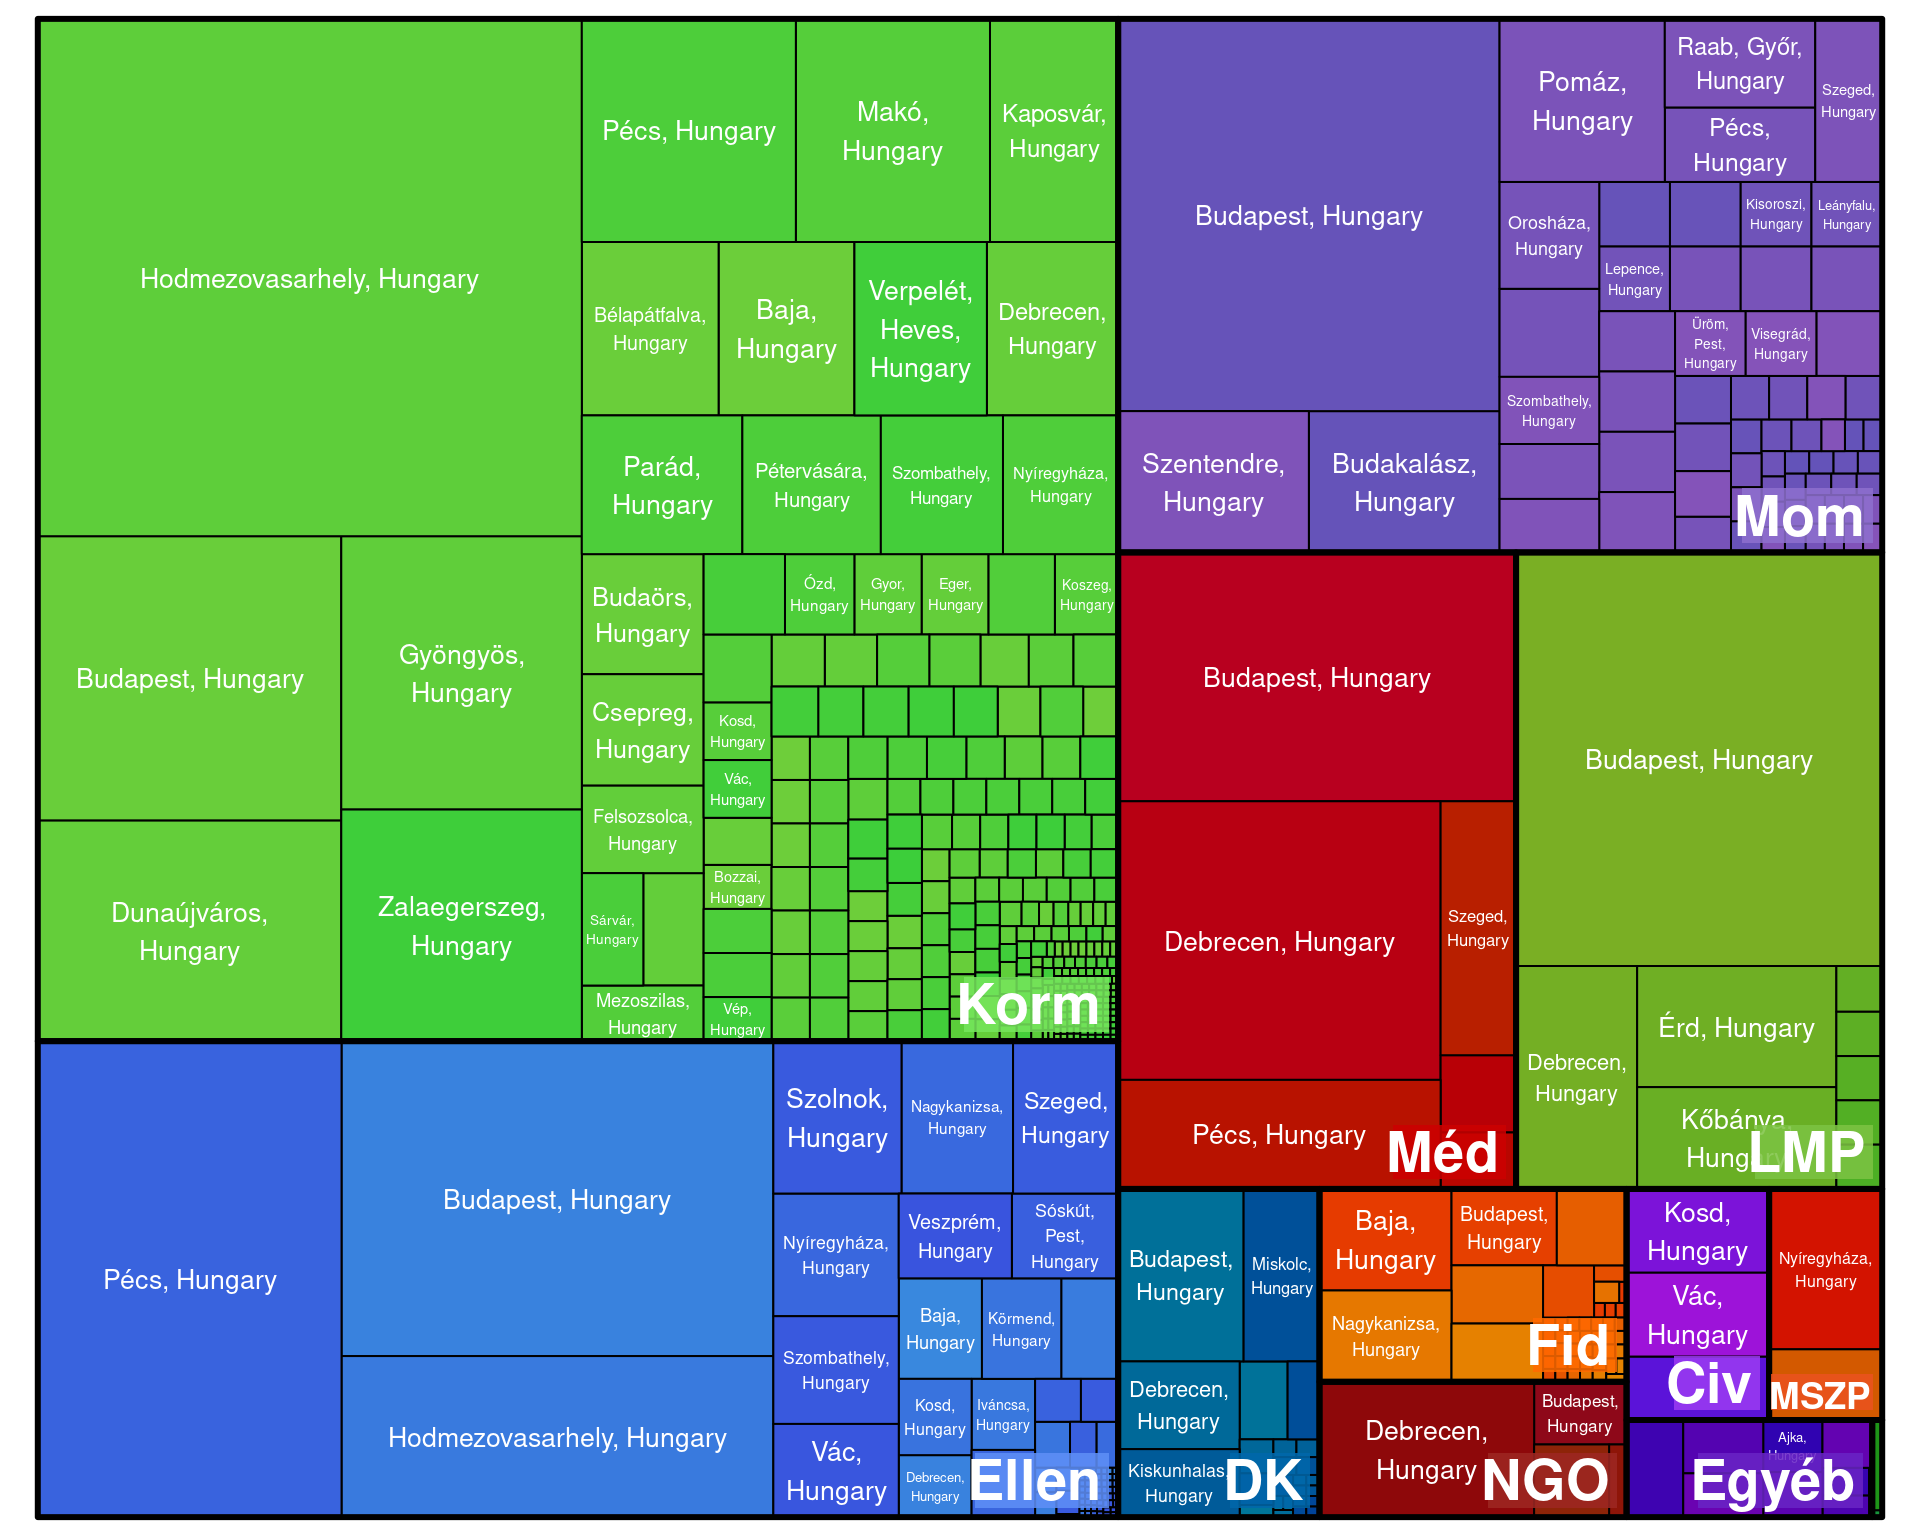 Hodmezovasarhely, Hungary
Budapest, Hungary
Gyöngyös,
Hungary
Dunaújváros,
Hungary
Zalaegerszeg,
Hungary
Pécs, Hungary
Makó,
Hungary
Kaposvár,
Hungary
Bélapátfalva,
Hungary
Baja,
Hungary
Verpelét,
Heves,
Hungary
Debrecen,
Hungary
Parád,
Hungary
Pétervására,
Hungary
Szombathely,
Hungary
Nyíregyháza,
Hungary
Budaörs,
Hungary
Ózd,
Hungary
Gyor,
Hungary
Eger,
Hungary
Koszeg,
Hungary
Csepreg,
Hungary
Kosd,
Hungary
Vác,
Hungary
Felsozsolca,
Hungary
Bozzai,
Hungary
Sárvár,
Hungary
Mezoszilas,
Hungary
Vép,
Hungary
Korm
Budapest, Hungary
Pomáz,
Hungary
Raab, Győr,
Hungary
Pécs,
Hungary
Szeged,
Hungary
Orosháza,
Hungary
Kisoroszi,
Hungary
Leányfalu,
Hungary
Lepence,
Hungary
Üröm,
Pest,
Hungary
Visegrád,
Hungary
Szombathely,
Hungary
Szentendre,
Hungary
Budakalász,
Hungary
Mom
Budapest, Hungary
Debrecen, Hungary
Szeged,
Hungary
Pécs, Hungary
Méd
Budapest, Hungary
Debrecen,
Hungary
Érd, Hungary
Kőbánya,
Hungary
LMP
Pécs, Hungary
Budapest, Hungary
Hodmezovasarhely, Hungary
Szolnok,
Hungary
Nagykanizsa,
Hungary
Szeged,
Hungary
Nyíregyháza,
Hungary
Veszprém,
Hungary
Sóskút,
Pest,
Hungary
Baja,
Hungary
Körmend,
Hungary
Szombathely,
Hungary
Kosd,
Hungary
Iváncsa,
Hungary
Vác,
Hungary
Debrecen,
Hungary
Ellen
Budapest,
Hungary
Miskolc,
Hungary
Debrecen,
Hungary
Kiskunhalas,
Hungary
DK
Baja,
Hungary
Budapest,
Hungary
Nagykanizsa,
Hungary
Fid
Debrecen,
Hungary
Budapest,
Hungary
NGO
Kosd,
Hungary
Vác,
Hungary
Civ
Nyíregyháza,
Hungary
MSZP
Ajka,
Hungary
Egyéb